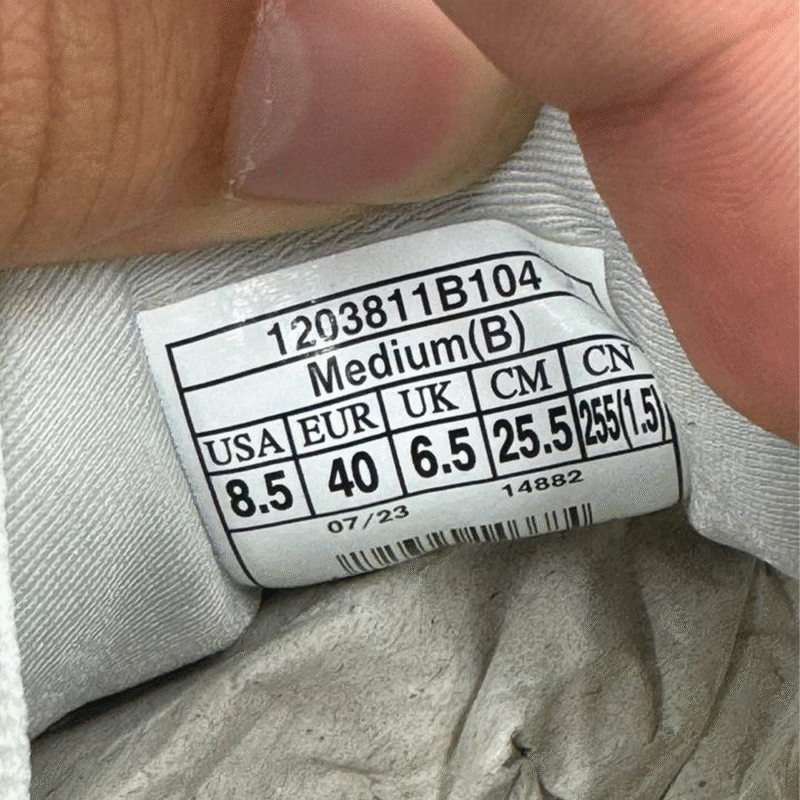 1203811B104
Medium(B)
USA EUR UK CM CN
8.5 40 6.5 25.5 255(1.5)
07/23 14882